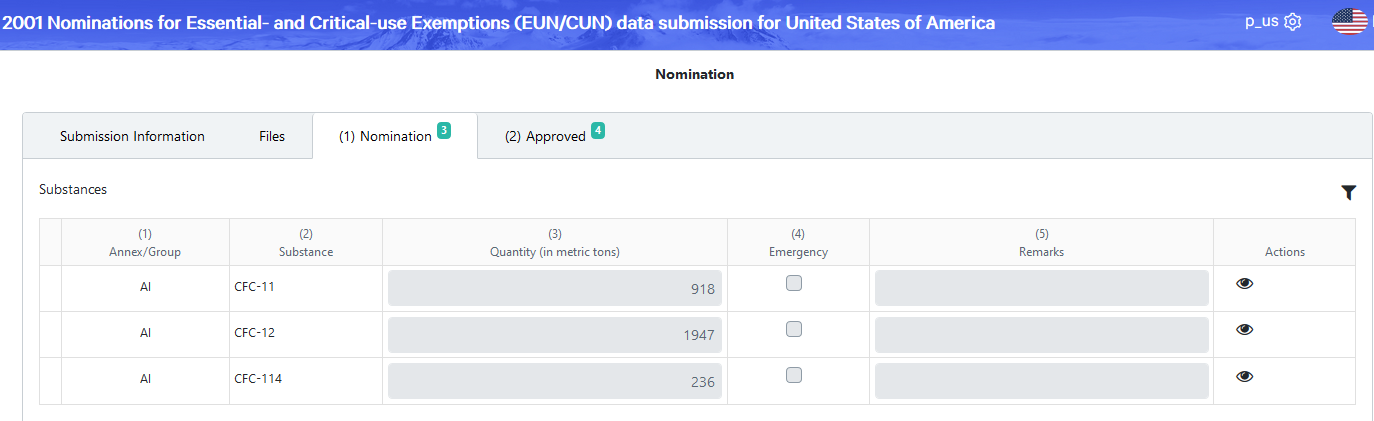 2001 Nominations for Essential- and Critical-use Exemptions (EUN/CUN) data submission for United States of America
p_us
Nomination
Submission Information
Files
(1) Nomination 3
(2) Approved 4
Substances
(1) Annex/Group
(2) Substance
(3) Quantity (in metric tons)
(4) Emergency
(5) Remarks
Actions
AI CFC-11 918
AI CFC-12 1947
AI CFC-114 236